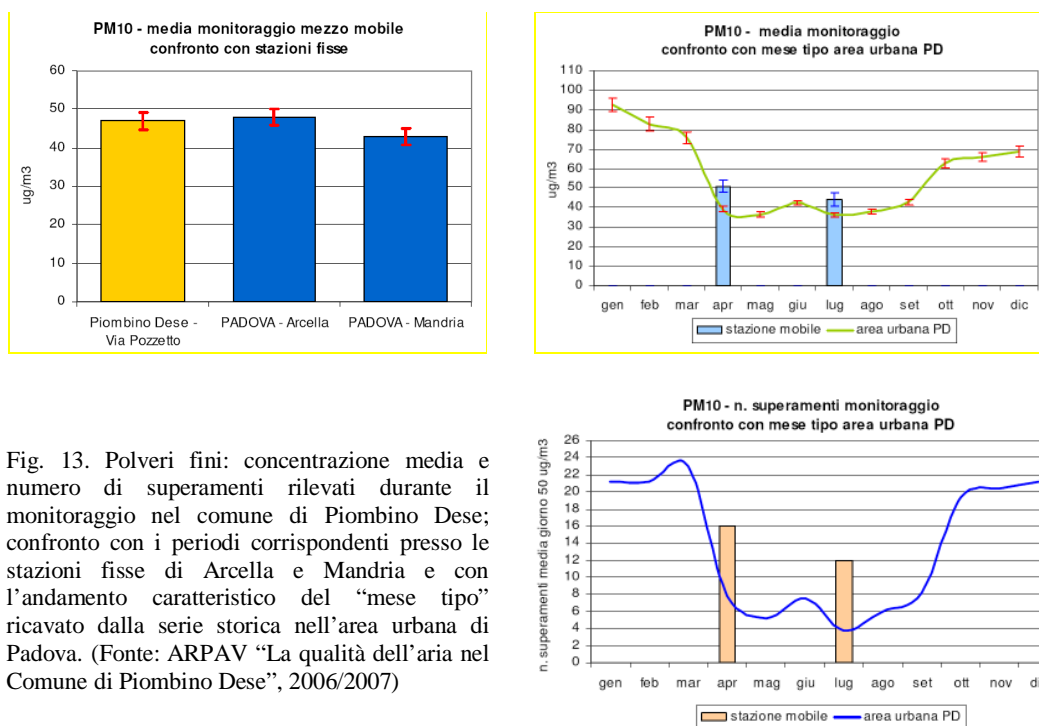 PM10 - media monitoraggio mezzo mobile
confronto con stazioni fisse
60
50
40
30
20
10
0
ug/m3
Piombino Dese -
Via Pozzetto
PADOVA - Arcella
PADOVA - Mandria
PM10 - media monitoraggio
confronto con mese tipo area urbana PD
110
100
90
80
70
60
50
40
30
20
10
0
ug/m3
gen feb mar apr mag giu lug ago set ott nov dic
stazione mobile area urbana PD
Fig. 13. Polveri fini: concentrazione media e
numero di superamenti rilevati durante il
monitoraggio nel comune di Piombino Dese;
confronto con i periodi corrispondenti presso le
stazioni fisse di Arcella e Mandria e con
l'andamento caratteristico del “mese tipo”
ricavato dalla serie storica nell'area urbana di
Padova. (Fonte: ARPAV “La qualità dell'aria nel
Comune di Piombino Dese”, 2006/2007)
PM10 - n. superamenti monitoraggio
confronto con mese tipo area urbana PD
26
24
22
20
18
16
14
12
10
8
6
4
2
0
n. superamenti media giorno 50 ug/m3
gen feb mar apr mag giu lug ago set ott nov di
stazione mobile area urbana PD